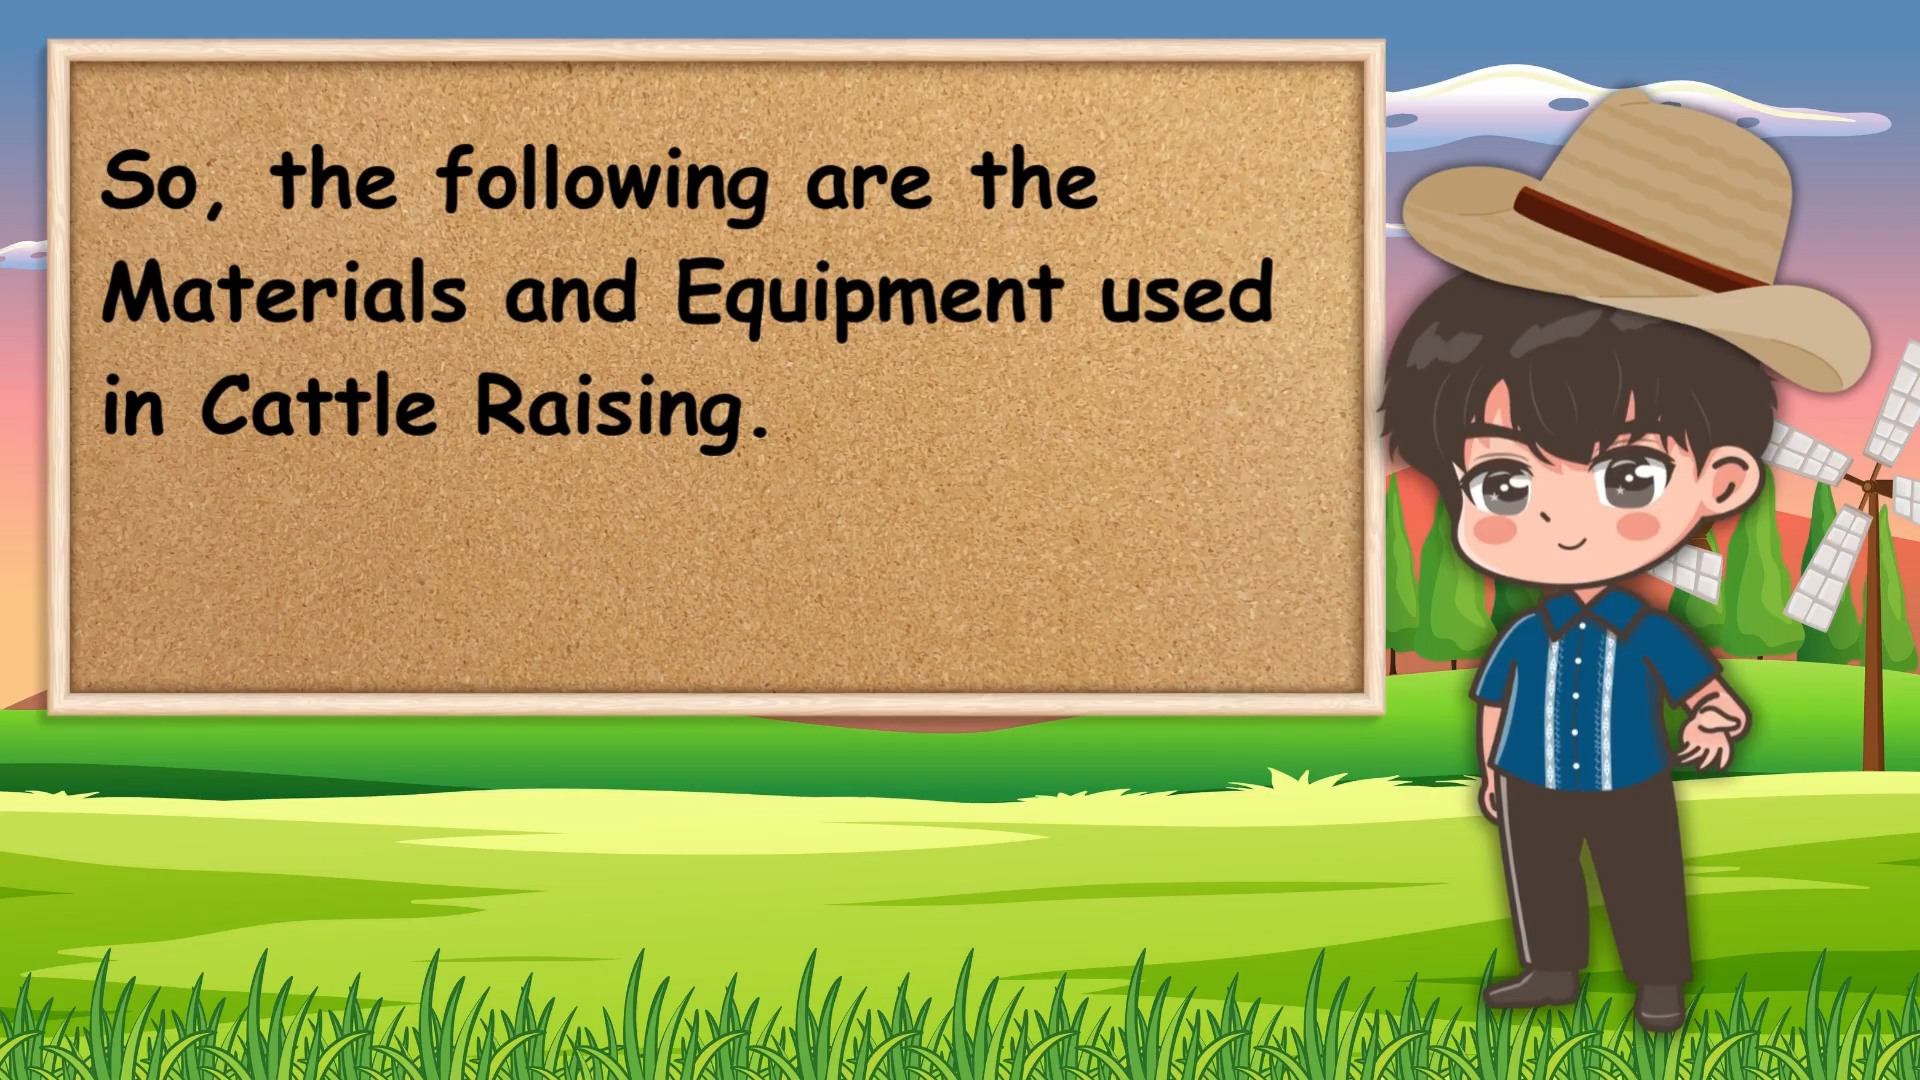 So, the following are the
Materials and Equipment used
in Cattle Raising.